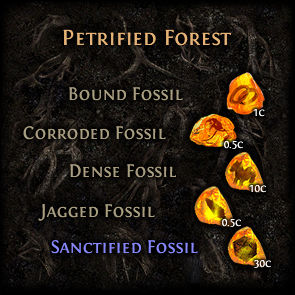 Petrified Forest
Bound Fossil
1c
Corroded Fossil
0.5c
Dense Fossil
10c
Jagged Fossil
0.5c
Sanctified Fossil
30c